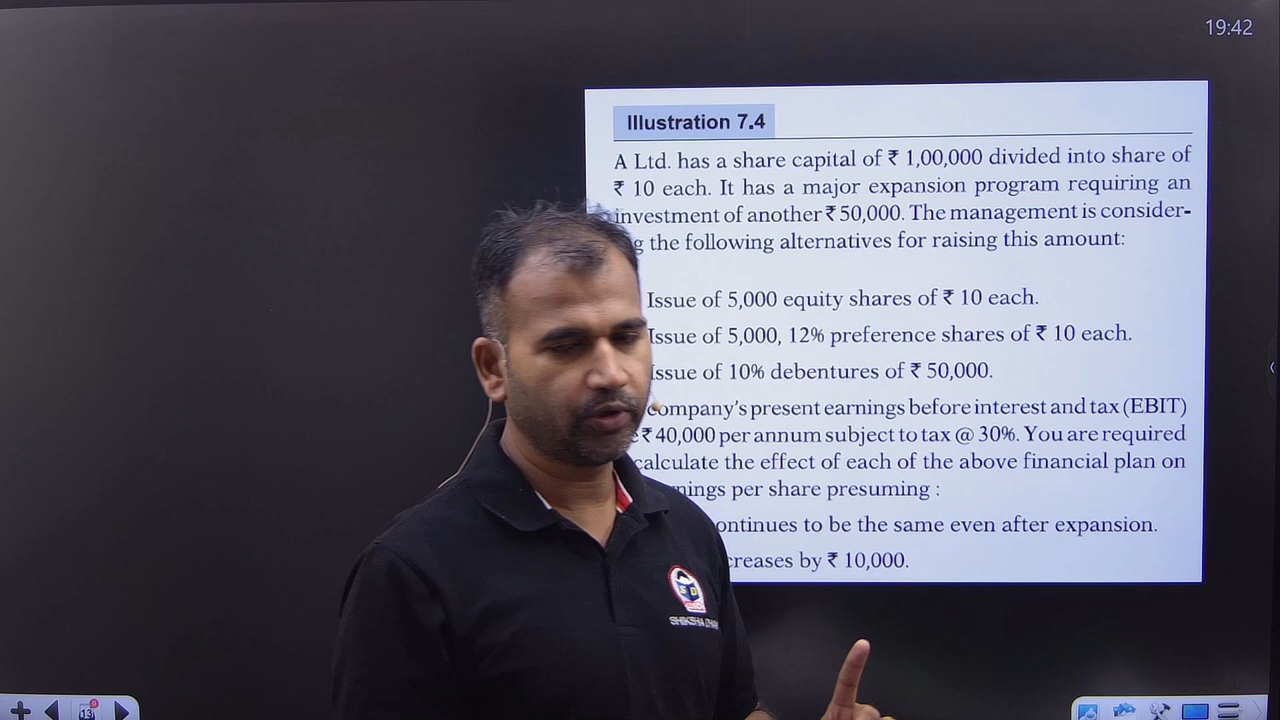 19:42
Illustration 7.4
A Ltd. has a share capital of ₹ 1,00,000 divided into share of
₹ 10 each. It has a major expansion program requiring an
investment of another ₹ 50,000. The management is consider-
the following alternatives for raising this amount:
Issue of 5,000 equity shares of ₹ 10 each.
Issue of 5,000, 12% preference shares of ₹ 10 each.
Issue of 10% debentures of ₹ 50,000.
company's present earnings before interest and tax (EBIT)
₹ 40,000 per annum subject to tax @ 30%. You are required
calculate the effect of each of the above financial plan on
per share presuming :
to be the same even after expansion.
by ₹ 10,000.
SD
SHIKSHA
13